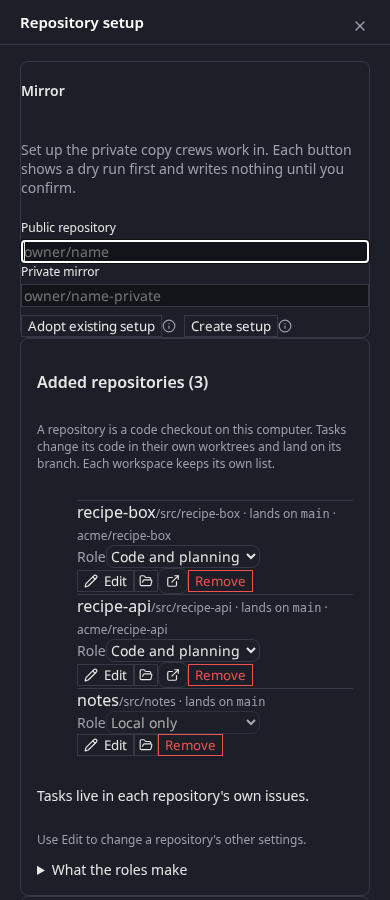 Repository setup
Mirror
Set up the private copy crews work in. Each button
shows a dry run first and writes nothing until you
confirm.
Public repository
owner/name
Private mirror
owner/name-private
Adopt existing setup Create setup
Added repositories (3)
A repository is a code checkout on this computer. Tasks
change its code in their own worktrees and land on its
branch. Each workspace keeps its own list.
recipe-box/src/recipe-box · lands on main ·
acme/recipe-box
Role Code and planning
Edit Remove
recipe-api/src/recipe-api · lands on main ·
acme/recipe-api
Role Code and planning
Edit Remove
notes/src/notes · lands on main
Role Local only
Edit Remove
Tasks live in each repository's own issues.
Use Edit to change a repository's other settings.
What the roles make